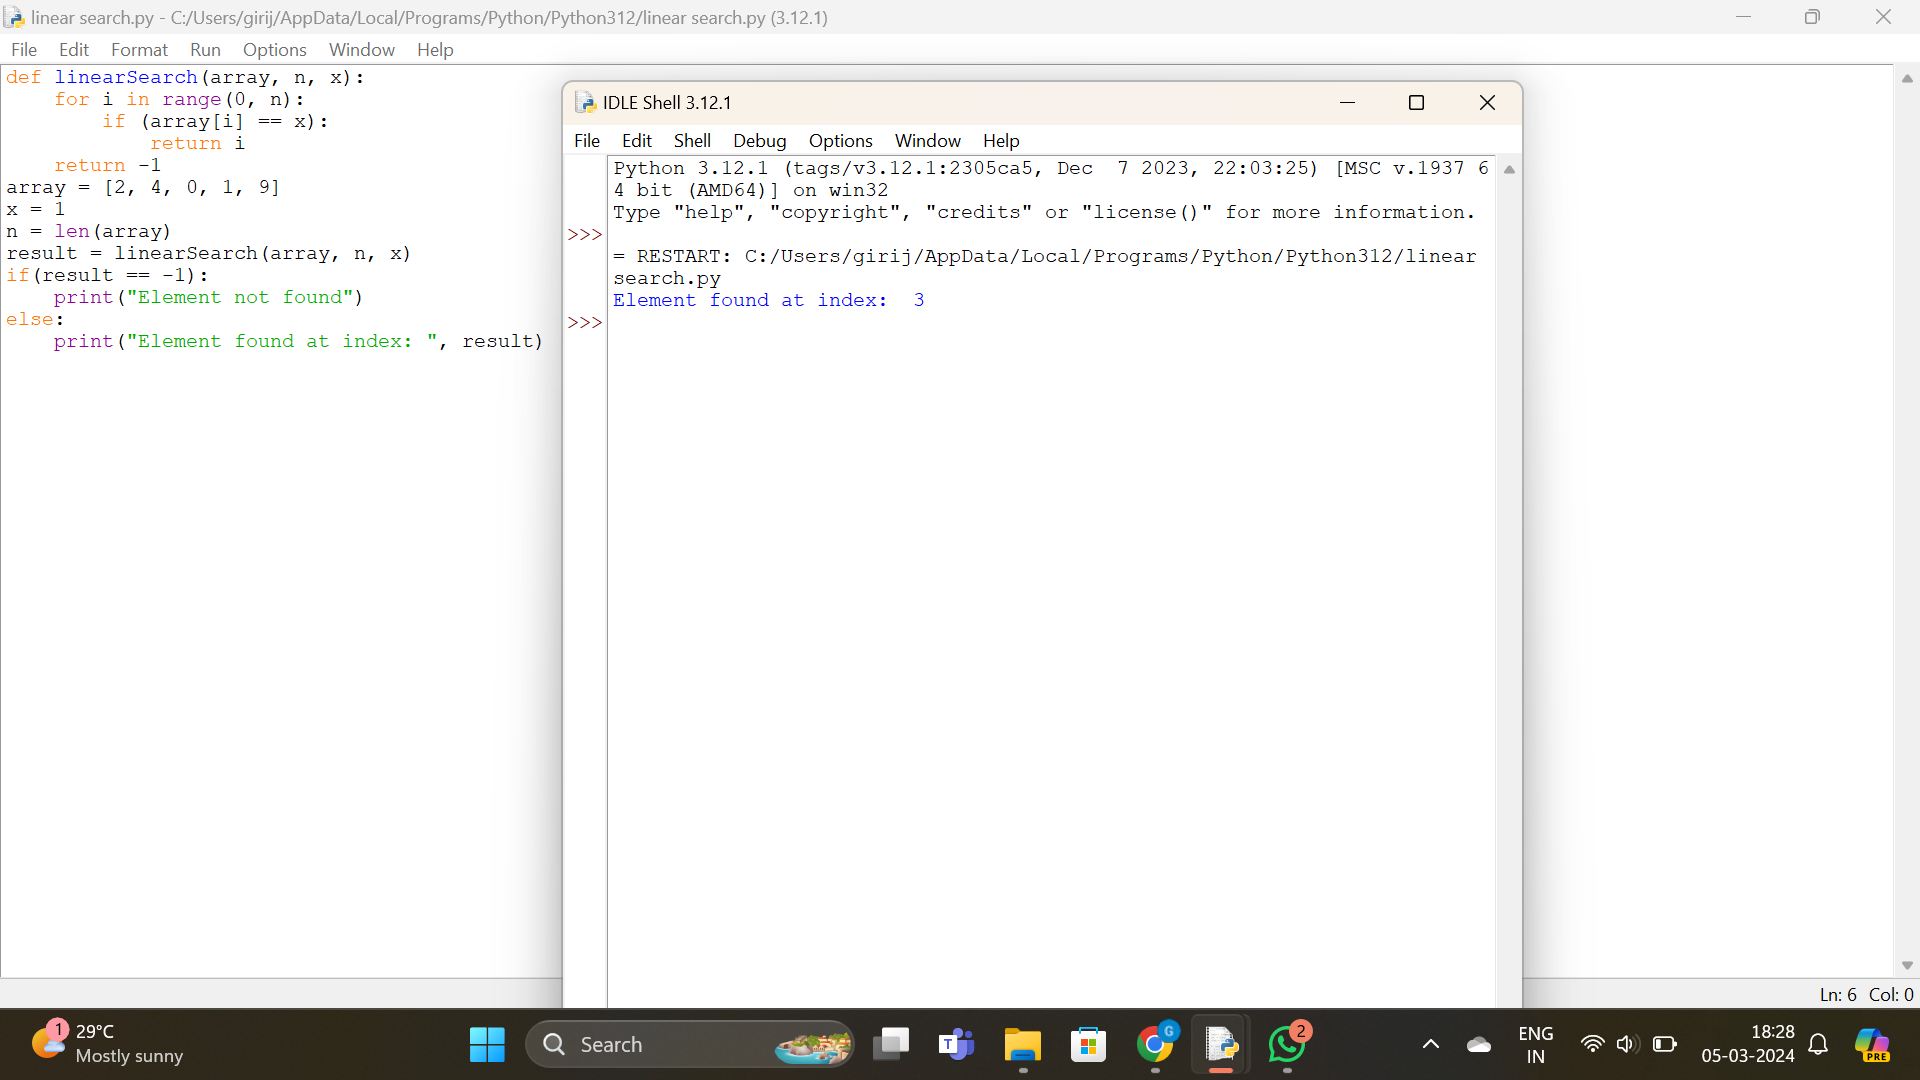 linear search.py - C:/Users/girij/AppData/Local/Programs/Python/Python312/linear search.py (3.12.1)
File Edit Format Run Options Window Help
def linearSearch(array, n, x):
    for i in range(0, n):
        if (array[i] == x):
            return i
    return -1
array = [2, 4, 0, 1, 9]
x = 1
n = len(array)
result = linearSearch(array, n, x)
if(result == -1):
    print("Element not found")
else:
    print("Element found at index: ", result)
IDLE Shell 3.12.1
File Edit Shell Debug Options Window Help
Python 3.12.1 (tags/v3.12.1:2305ca5, Dec  7 2023, 22:03:25) [MSC v.1937 6
4 bit (AMD64)] on win32
Type "help", "copyright", "credits" or "license()" for more information.
>>>
= RESTART: C:/Users/girij/AppData/Local/Programs/Python/Python312/linear
search.py
Element found at index:  3
>>>
Ln: 6 Col: 0
1
29°C
Mostly sunny
Search
T
G
2
ENG
IN
18:28
05-03-2024
PRE